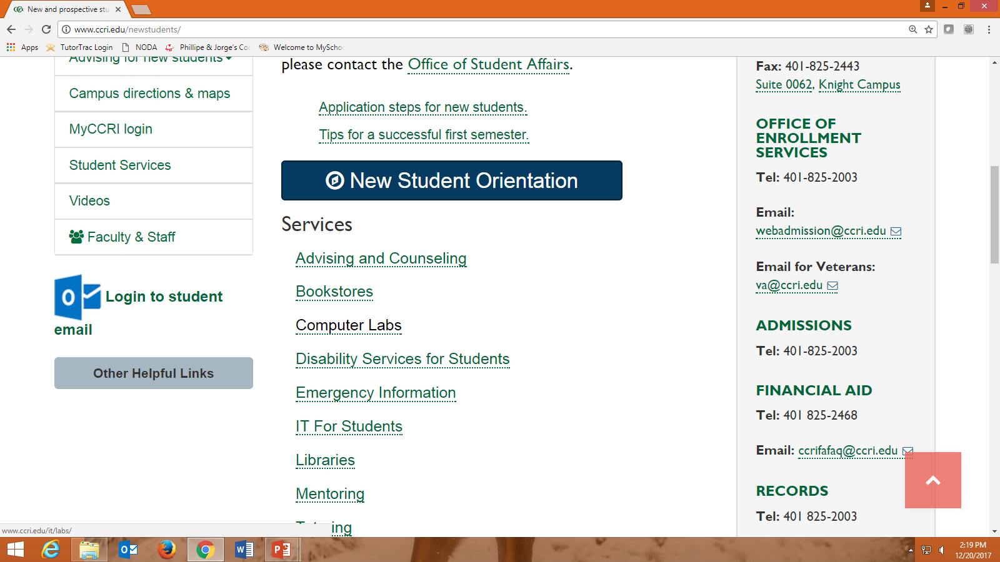 New and prospective stu
www.ccri.edu/newstudents/
Apps
TutorTrac Login
NODA
Phillipe & Jorge's Co
Welcome to MyScho
Advising for new students
Campus directions & maps
MyCCRI login
Student Services
Videos
Faculty & Staff
Login to student
email
Other Helpful Links
please contact the Office of Student Affairs.
Application steps for new students.
Tips for a successful first semester.
New Student Orientation
Services
Advising and Counseling
Bookstores
Computer Labs
Disability Services for Students
Emergency Information
IT For Students
Libraries
Mentoring
Tutoring
Fax: 401-825-2443
Suite 0062, Knight Campus
OFFICE OF
ENROLLMENT
SERVICES
Tel: 401-825-2003
Email:
webadmission@ccri.edu
Email for Veterans:
va@ccri.edu
ADMISSIONS
Tel: 401-825-2003
FINANCIAL AID
Tel: 401 825-2468
Email: ccrifafaq@ccri.edu
RECORDS
Tel: 401 825-2003
www.ccri.edu/it/labs/
2:19 PM
12/20/2017